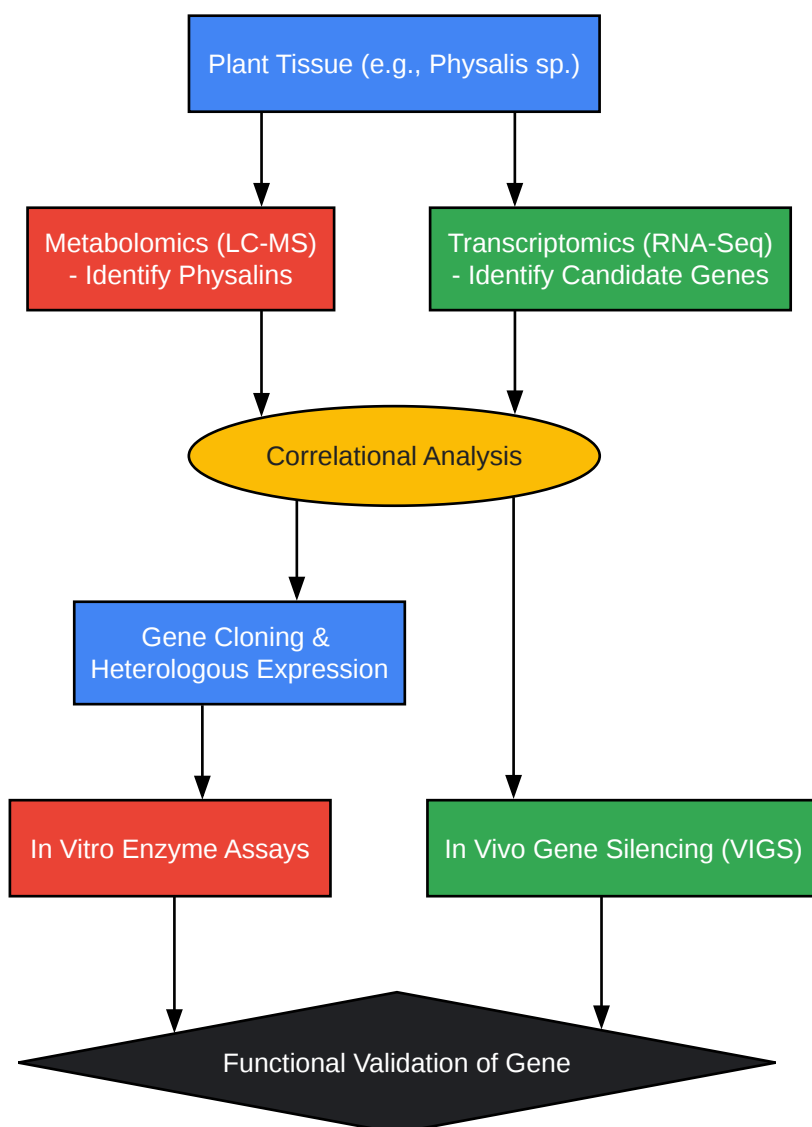 Plant Tissue (e.g., Physalis sp.)
Metabolomics (LC-MS)
- Identify Physalins
Transcriptomics (RNA-Seq)
- Identify Candidate Genes
Correlational Analysis
Gene Cloning &
Heterologous Expression
In Vitro Enzyme Assays
In Vivo Gene Silencing (VIGS)
Functional Validation of Gene